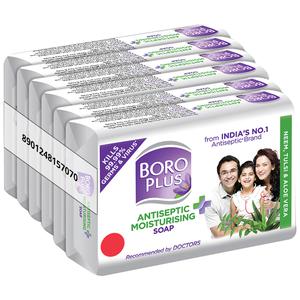 8901248157070
KILLS
99.99%
GERMS & VIRUS*
BORO
PLUS
from INDIA'S NO.1
Antiseptic Brand
ANTISEPTIC
MOISTURISING
SOAP
Recommended by DOCTORS
NEEM, TULSI & ALOE VERA